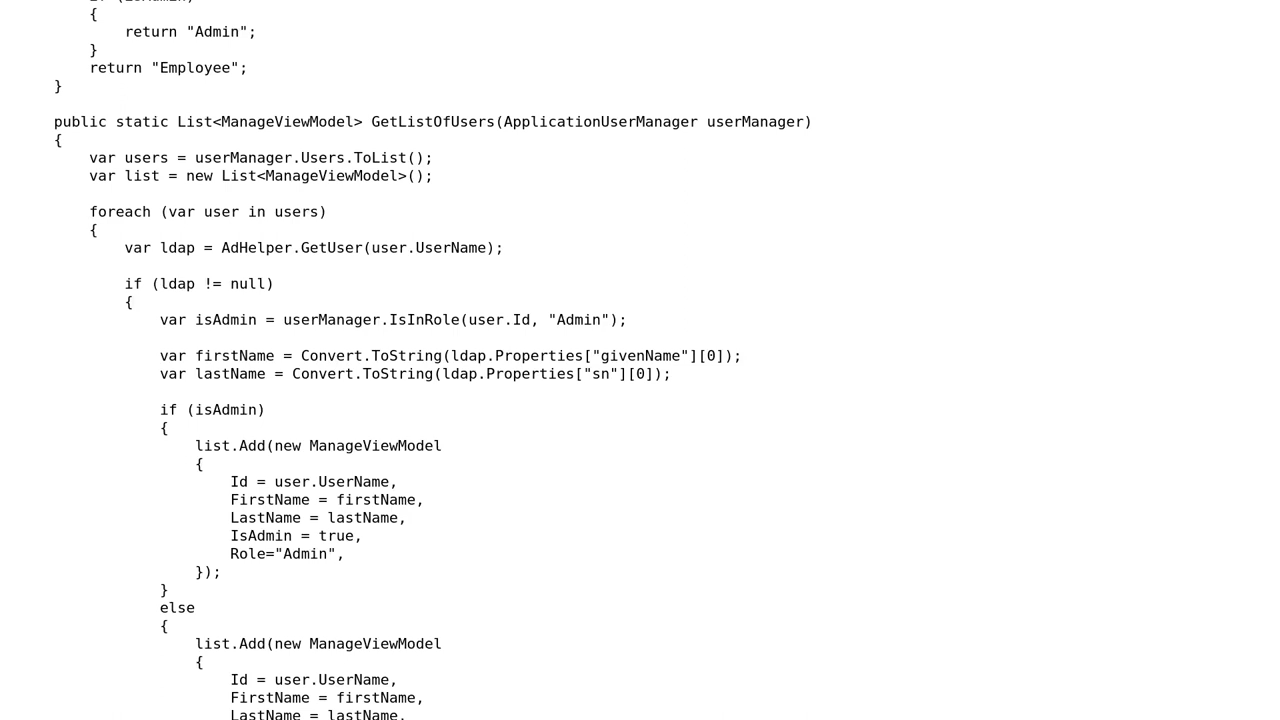 {
            return "Admin";
        }
        return "Employee";
    }

    public static List<ManageViewModel> GetListOfUsers(ApplicationUserManager userManager)
    {
        var users = userManager.Users.ToList();
        var list = new List<ManageViewModel>();

        foreach (var user in users)
        {
            var ldap = AdHelper.GetUser(user.UserName);

            if (ldap != null)
            {
                var isAdmin = userManager.IsInRole(user.Id, "Admin");

                var firstName = Convert.ToString(ldap.Properties["givenName"][0]);
                var lastName = Convert.ToString(ldap.Properties["sn"][0]);

                if (isAdmin)
                {
                    list.Add(new ManageViewModel
                    {
                        Id = user.UserName,
                        FirstName = firstName,
                        LastName = lastName,
                        IsAdmin = true,
                        Role="Admin",
                    });
                }
                else
                {
                    list.Add(new ManageViewModel
                    {
                        Id = user.UserName,
                        FirstName = firstName,
                        LastName = lastName,